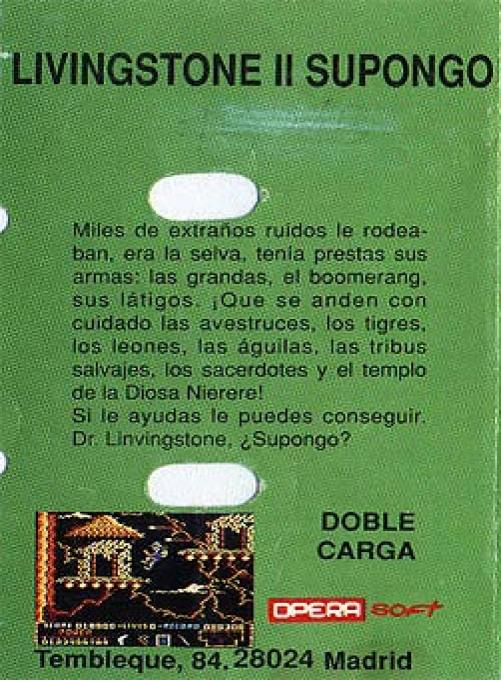 LIVINGSTONE II SUPONGO
Miles de extraños ruidos le rodea-
ban, era la selva, tenía prestas sus
armas: las grandas, el boomerang,
sus látigos. ¡Que se anden con
cuidado las avestruces, los tigres,
los leones, las águilas, las tribus
salvajes, los sacerdotes y el templo
de la Diosa Nierere!
Si le ayudas le puedes conseguir.
Dr. Linvingstone, ¿Supongo?
DOBLE
CARGA
OPERA SOFT
Tembleque, 84. 28024 Madrid